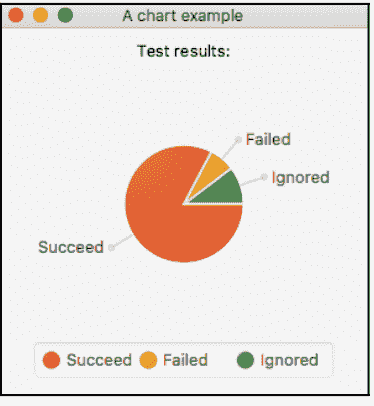 A chart example
Test results:
Failed
Ignored
Succeed
Succeed Failed Ignored